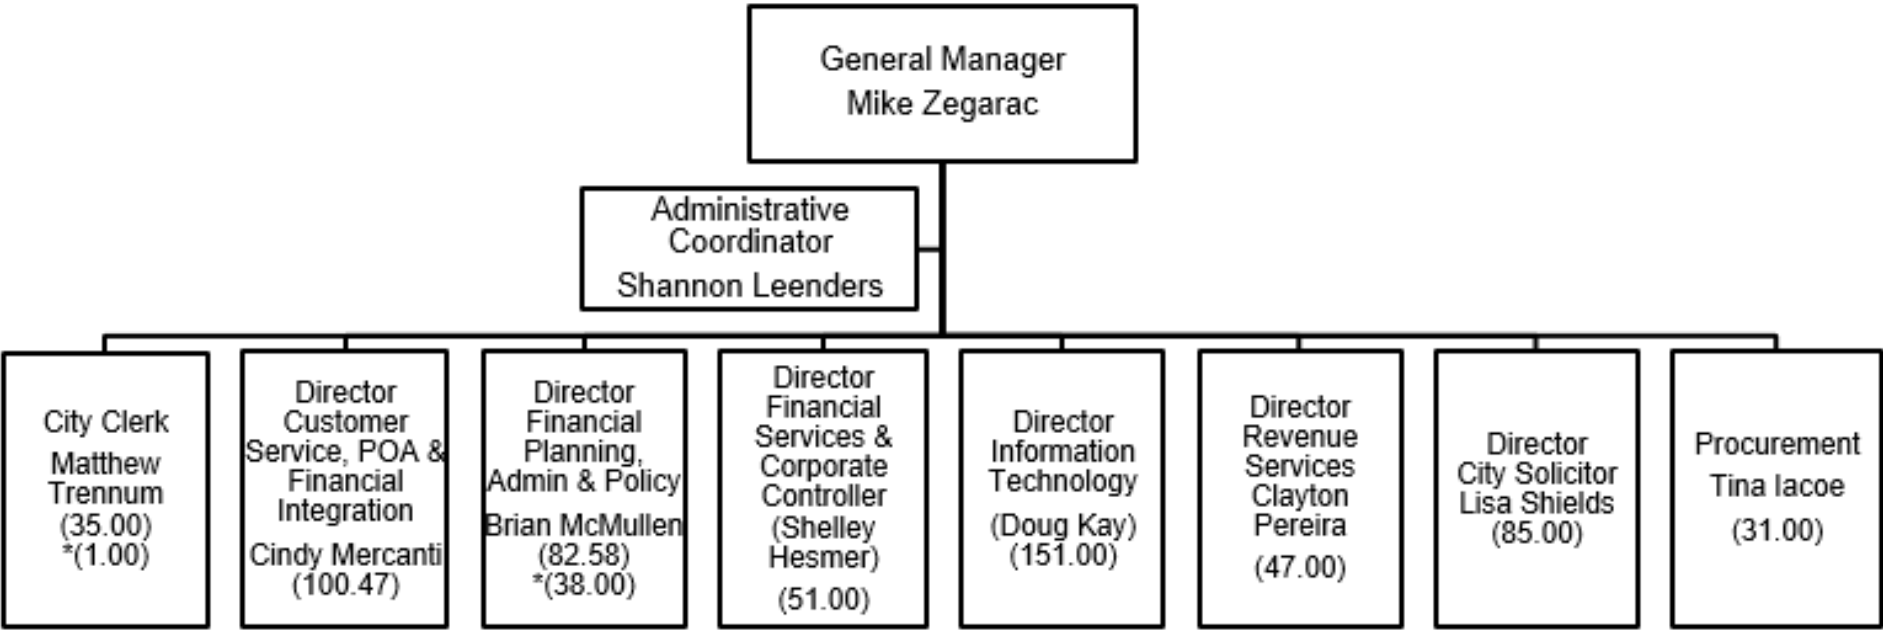 General Manager
Mike Zegarac
Administrative
Coordinator
Shannon Leenders
City Clerk
Matthew
Trennum
(35.00)
*(1.00)
Director
Customer
Service, POA &
Financial
Integration
Cindy Mercanti
(100.47)
Director
Financial
Planning,
Admin & Policy
Brian McMullen
(82.58)
*(38.00)
Director
Financial
Services &
Corporate
Controller
(Shelley
Hesmer)
(51.00)
Director
Information
Technology
(Doug Kay)
(151.00)
Director
Revenue
Services
Clayton
Pereira
(47.00)
Director
City Solicitor
Lisa Shields
(85.00)
Procurement
Tina Iacoe
(31.00)